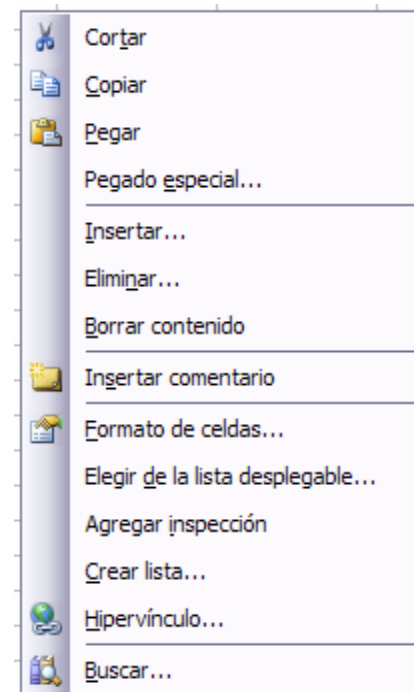 Cortar
Copiar
Pegar
Pegado especial...
Insertar...
Eliminar...
Borrar contenido
Insertar comentario
Formato de celdas...
Elegir de la lista desplegable...
Agregar inspección
Crear lista...
Hipervínculo...
Buscar...